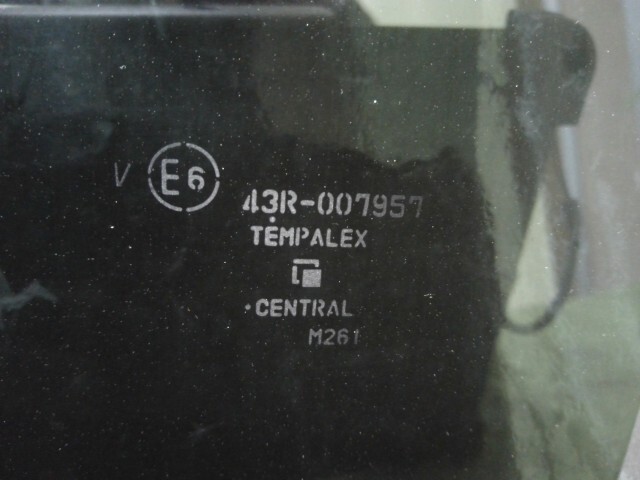 V E6
43R-007957
TEMPALEX
CENTRAL
M261